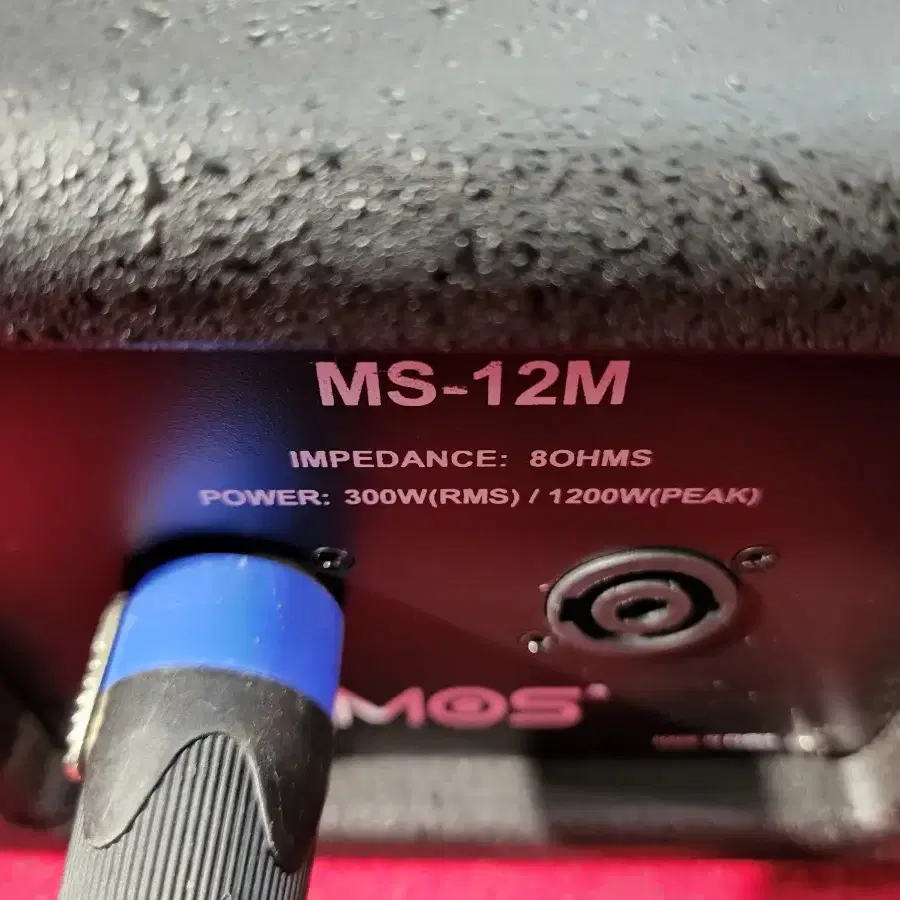 MS-12M
IMPEDANCE: 8OHMS
POWER: 300W(RMS) / 1200W(PEAK)
MOS